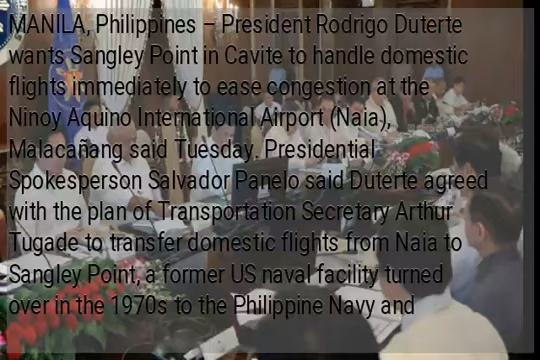 MANILA, Philippines – President Rodrigo Duterte
wants Sangley Point in Cavite to handle domestic
flights immediately to ease congestion at the
Ninoy Aquino International Airport (Naia),
Malacañang said Tuesday. Presidential
Spokesperson Salvador Panelo said Duterte agreed
with the plan of Transportation Secretary Arthur
Tugade to transfer domestic flights from Naia to
Sangley Point, a former US naval facility turned
over in the 1970s to the Philippine Navy and